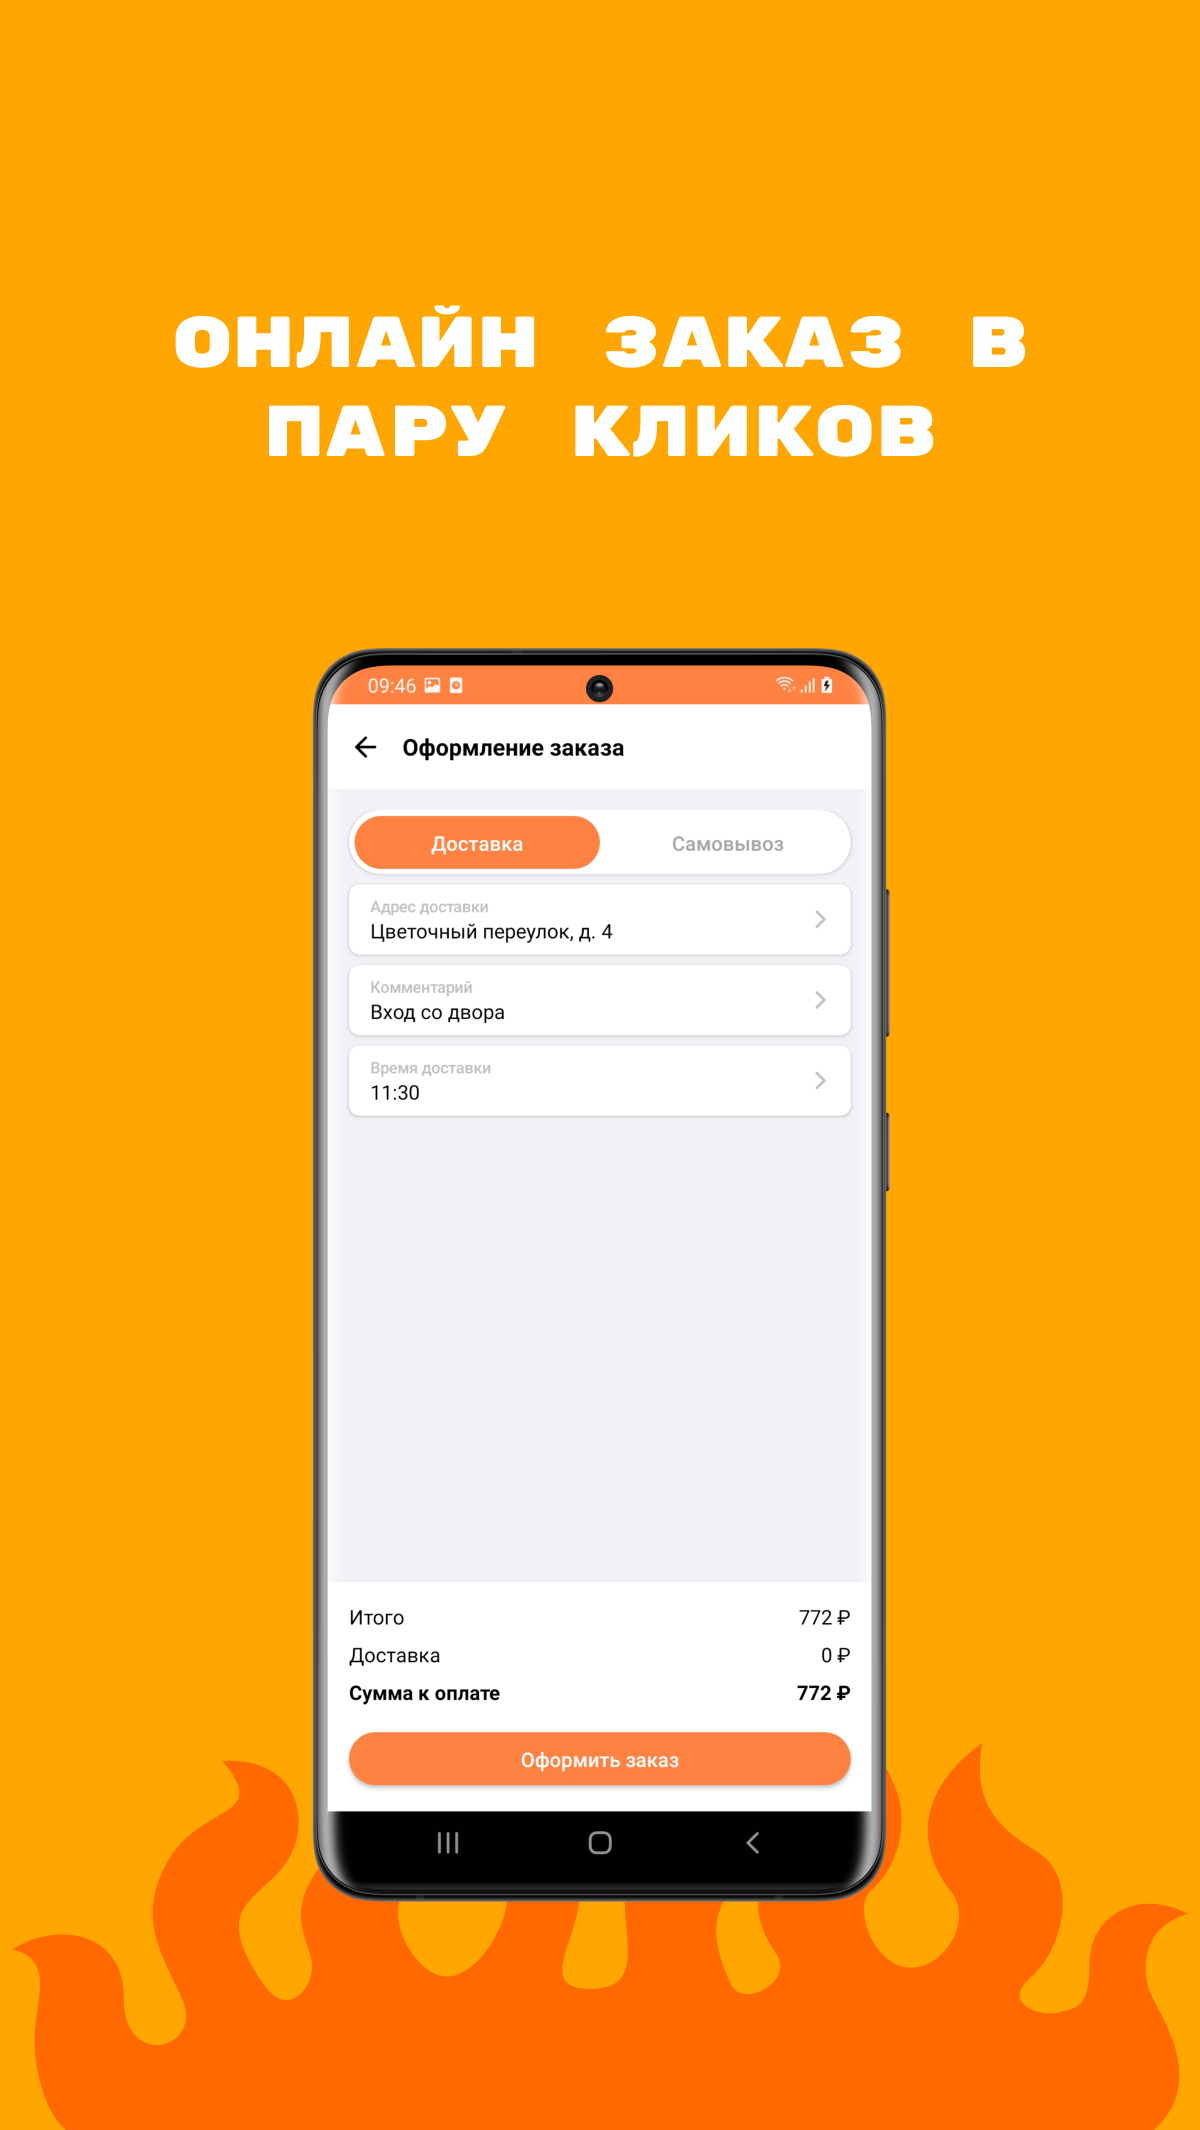 ОНЛАЙН ЗАКАЗ В
ПАРУ КЛИКОВ
09:46
Оформление заказа
Доставка
Самовывоз
Адрес доставки
Цветочный переулок, д. 4
Комментарий
Вход со двора
Время доставки
11:30
Итого 772 ₽
Доставка 0 ₽
Сумма к оплате 772 ₽
Оформить заказ